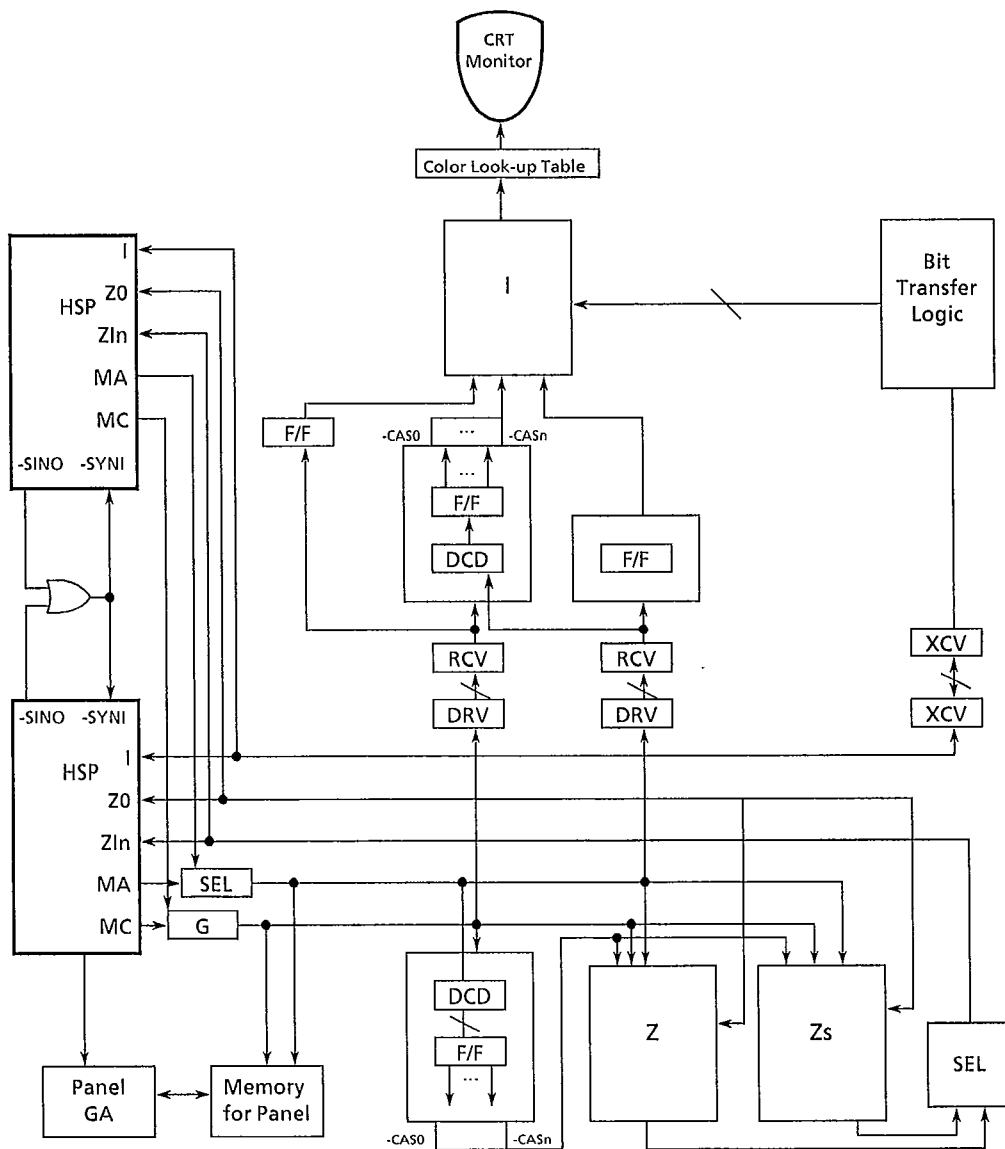 CRT
Monitor
Color Look-up Table
I
Bit
Transfer
Logic
I
Z0
HSP
ZIn
MA
MC
-SINO -SYNI
F/F
-CAS0 ... -CASn
...
F/F
DCD
F/F
RCV
RCV
XCV
DRV
DRV
XCV
-SINO -SYNI
I
HSP
Z0
ZIn
MA
SEL
MC
G
DCD
F/F
...
Z
Zs
SEL
Panel
GA
Memory
for Panel
-CAS0 -CASn